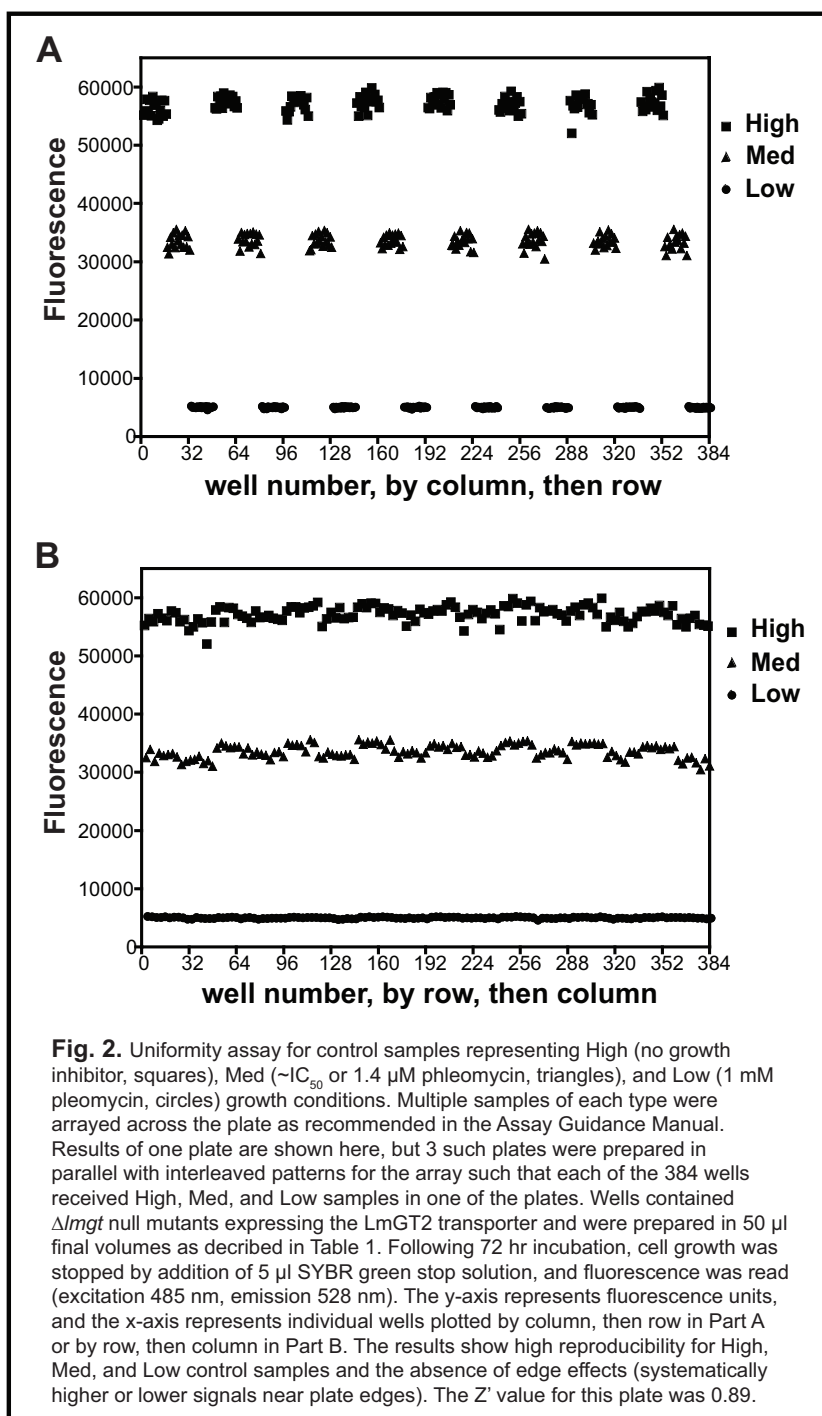 A
60000
50000
40000
30000
20000
10000
0
Fluorescence
High
Med
Low
0 32 64 96 128 160 192 224 256 288 320 352 384
well number, by column, then row
B
60000
50000
40000
30000
20000
10000
0
Fluorescence
High
Med
Low
0 32 64 96 128 160 192 224 256 288 320 352 384
well number, by row, then column
Fig. 2. Uniformity assay for control samples representing High (no growth
inhibitor, squares), Med (~IC50 or 1.4 µM phleomycin, triangles), and Low (1 mM
pleomycin, circles) growth conditions. Multiple samples of each type were
arrayed across the plate as recommended in the Assay Guidance Manual.
Results of one plate are shown here, but 3 such plates were prepared in
parallel with interleaved patterns for the array such that each of the 384 wells
received High, Med, and Low samples in one of the plates. Wells contained
Δlmgt null mutants expressing the LmGT2 transporter and were prepared in 50 µl
final volumes as decribed in Table 1. Following 72 hr incubation, cell growth was
stopped by addition of 5 µl SYBR green stop solution, and fluorescence was read
(excitation 485 nm, emission 528 nm). The y-axis represents fluorescence units,
and the x-axis represents individual wells plotted by column, then row in Part A
or by row, then column in Part B. The results show high reproducibility for High,
Med, and Low control samples and the absence of edge effects (systematically
higher or lower signals near plate edges). The Z' value for this plate was 0.89.